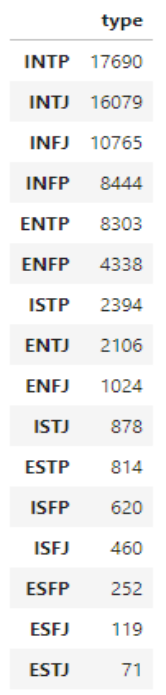 type
INTP 17690
INTJ 16079
INFJ 10765
INFP 8444
ENTP 8303
ENFP 4338
ISTP 2394
ENTJ 2106
ENFJ 1024
ISTJ 878
ESTP 814
ISFP 620
ISFJ 460
ESFP 252
ESFJ 119
ESTJ 71